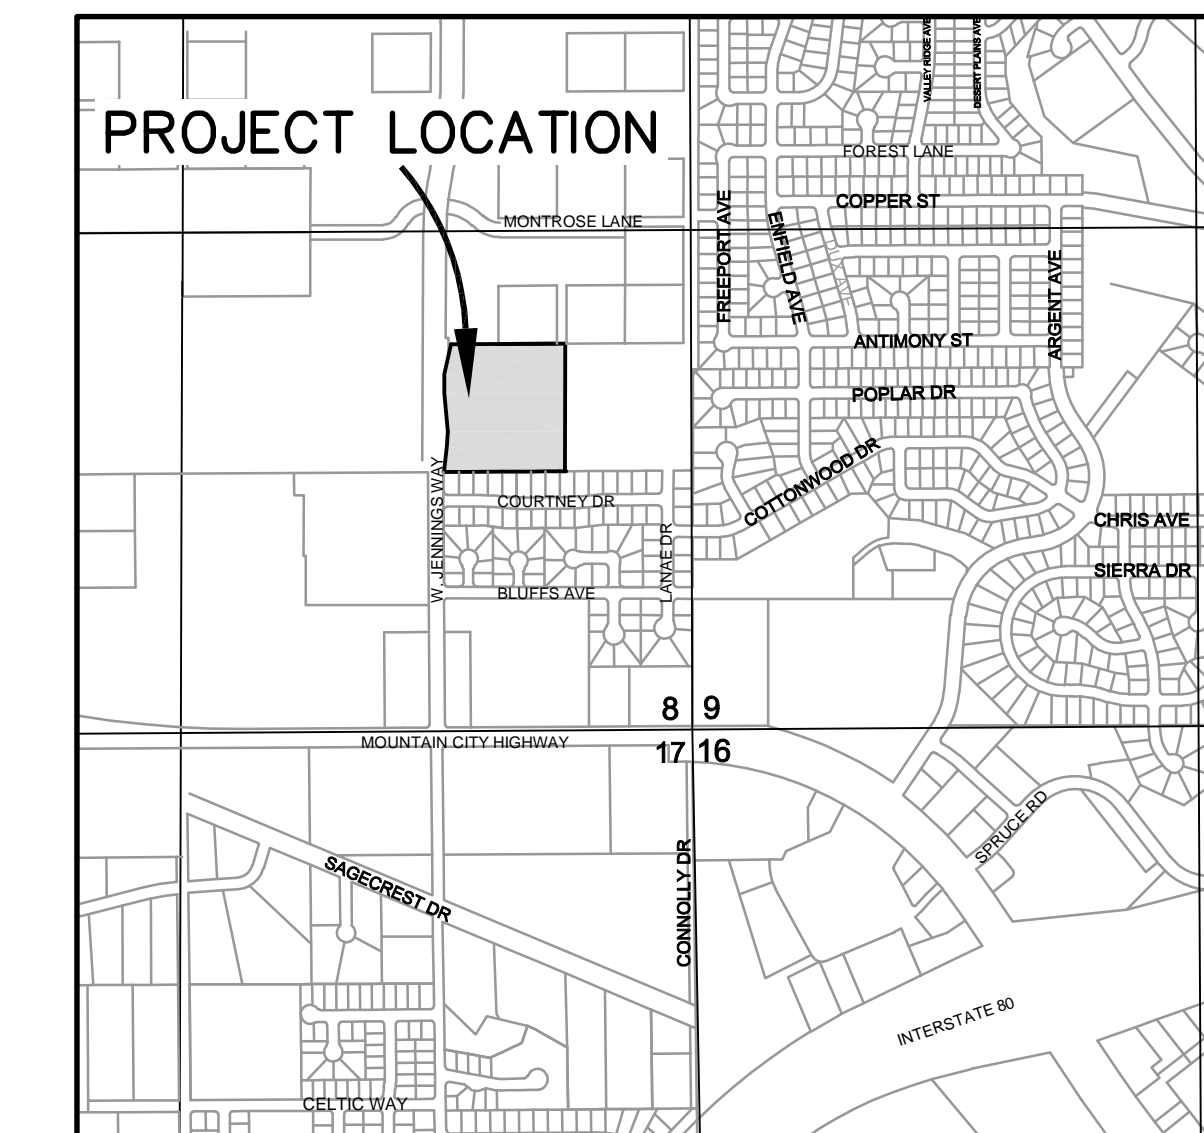 VALLEY RIDGE AVE
DESERT PLAINS AVE
PROJECT LOCATION
FOREST LANE
COPPER ST
MONTROSE LANE
FREEPORT AVE
ENFIELD AVE
ARGENT AVE
ANTIMONY ST
POPLAR DR
COTTONWOOD DR
W. JENNINGS WAY
COURTNEY DR
LANAE DR
CHRIS AVE
SIERRA DR
BLUFFS AVE
8 9
MOUNTAIN CITY HIGHWAY
17 16
SPRUCE RD
SAGECREST DR
CONNOLLY DR
INTERSTATE 80
CELTIC WAY